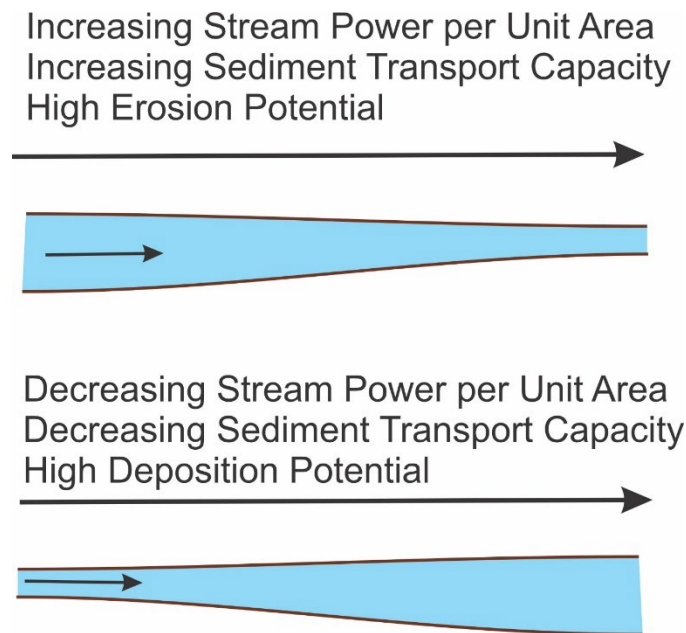 Increasing Stream Power per Unit Area
Increasing Sediment Transport Capacity
High Erosion Potential
Decreasing Stream Power per Unit Area
Decreasing Sediment Transport Capacity
High Deposition Potential